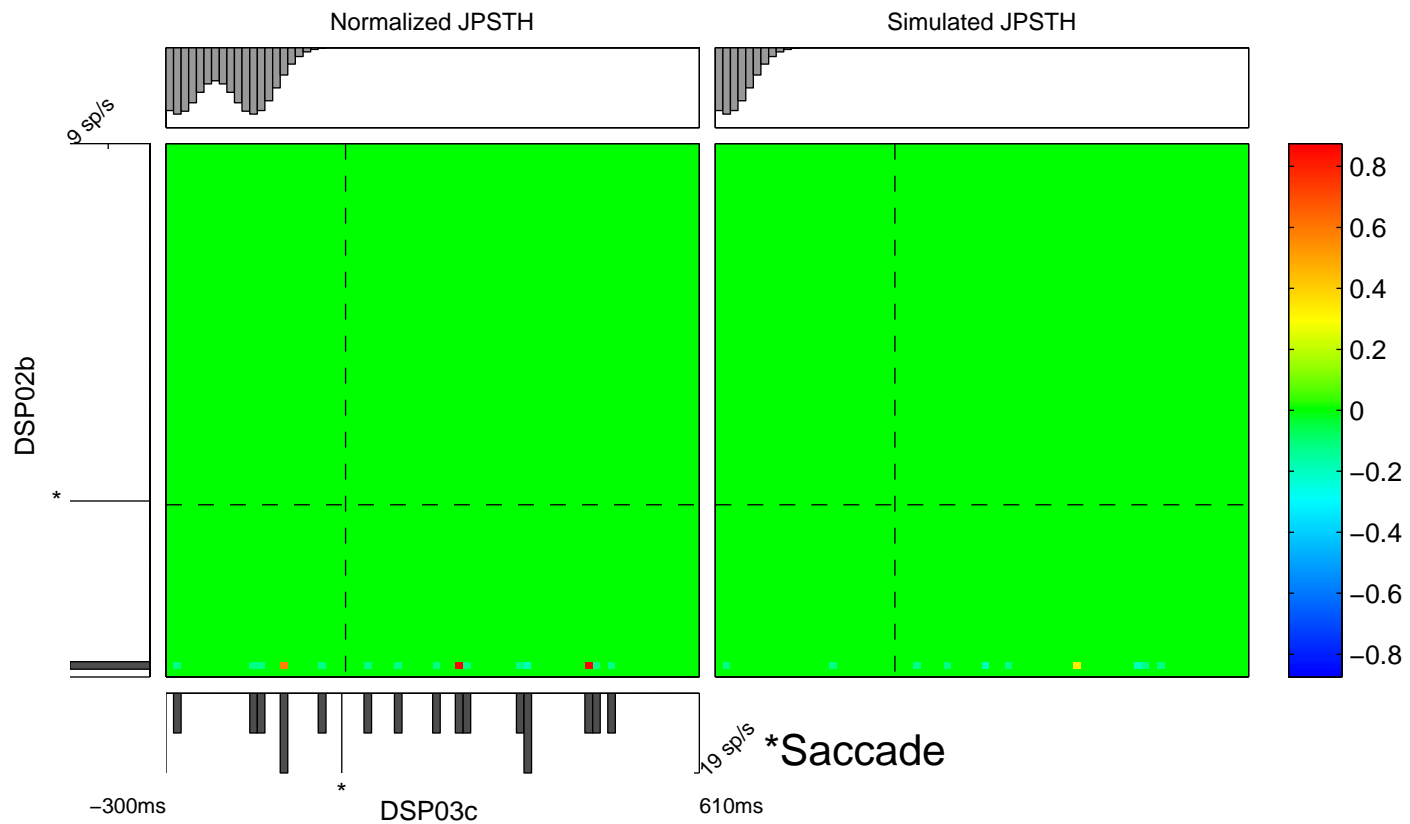 Normalized JPSTH
Simulated JPSTH
9 sp/s
DSP02b
*
0.8
0.6
0.4
0.2
0
−0.2
−0.4
−0.6
−0.8
19 sp/s
*Saccade
*
−300ms
DSP03c
610ms